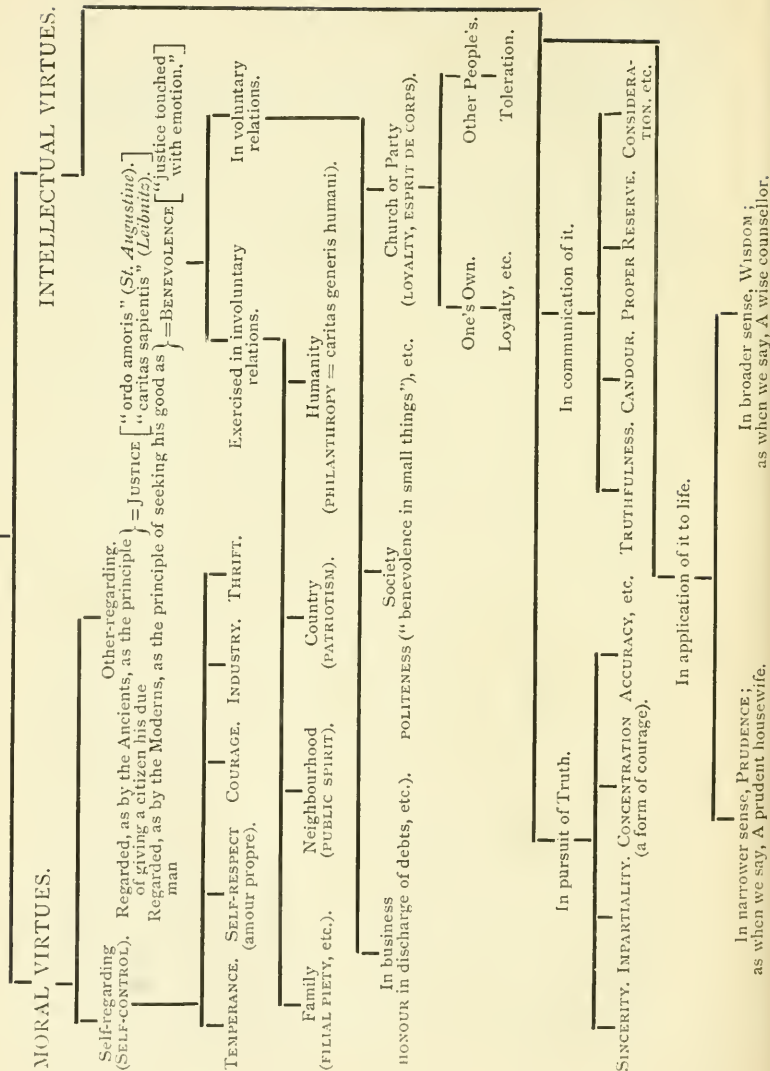 MORAL VIRTUES.
INTELLECTUAL VIRTUES.
Self-regarding
(SELF-CONTROL).
Other-regarding.
Regarded, as by the Ancients, as the principle
of giving a citizen his due
} = JUSTICE
["ordo amoris" (St. Augustine).
"caritas sapientis" (Leibnitz).]
Regarded, as by the Moderns, as the principle of seeking his good as
man
} = BENEVOLENCE
["justice touched
with emotion."]
TEMPERANCE. SELF-RESPECT COURAGE. INDUSTRY. THRIFT.
(amour propre).
Exercised in involuntary
relations.
In voluntary
relations.
Family
(FILIAL PIETY, etc.).
Neighbourhood
(PUBLIC SPIRIT).
Country
(PATRIOTISM).
Humanity
(PHILANTHROPY = caritas generis humani).
In business
HONOUR in discharge of debts, etc.).
Society
POLITENESS ("benevolence in small things"), etc.
Church or Party
(LOYALTY, ESPRIT DE CORPS).
One's Own.
Loyalty, etc.
Other People's.
Toleration.
In pursuit of Truth.
In communication of it.
SINCERITY. IMPARTIALITY. CONCENTRATION ACCURACY, etc.
(a form of courage).
TRUTHFULNESS. CANDOUR. PROPER RESERVE. CONSIDERA-
TION, etc.
In application of it to life.
In narrower sense, PRUDENCE;
as when we say, A prudent housewife.
In broader sense, WISDOM;
as when we say, A wise counsellor.